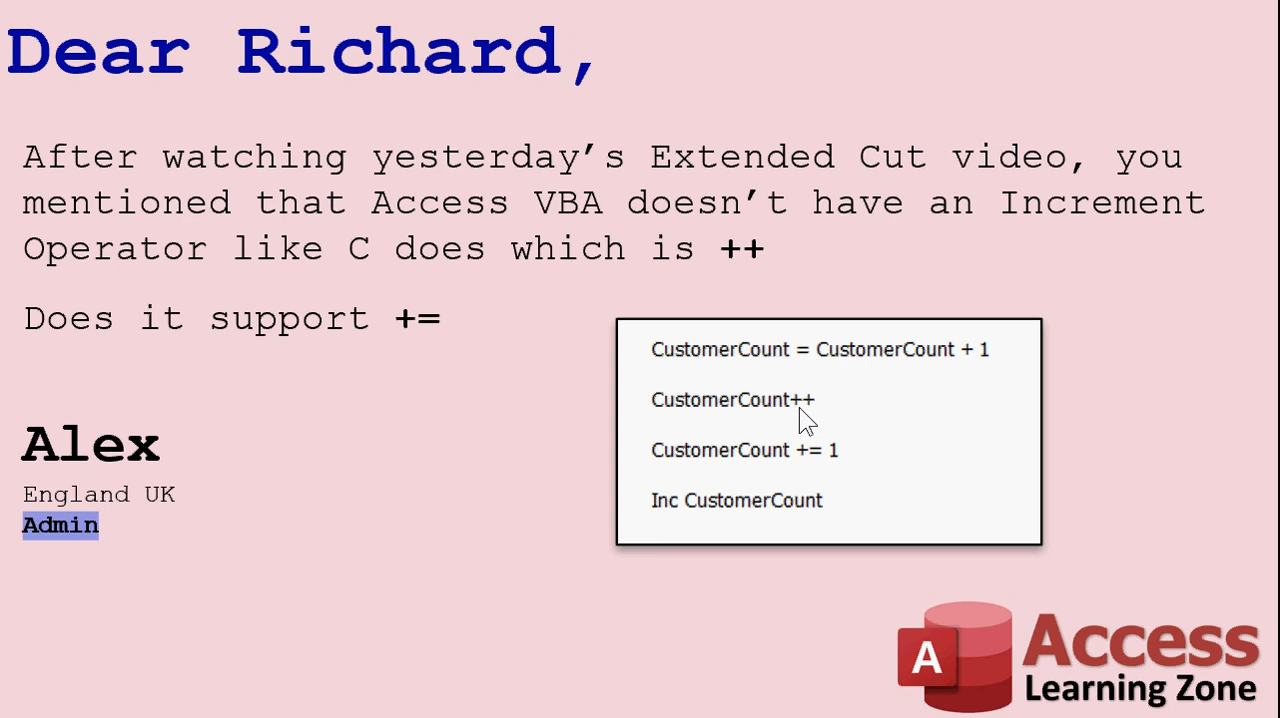 Dear Richard,
After watching yesterday’s Extended Cut video, you
mentioned that Access VBA doesn’t have an Increment
Operator like C does which is ++
Does it support +=
Alex
England UK
Admin
CustomerCount = CustomerCount + 1
CustomerCount++
CustomerCount += 1
Inc CustomerCount
A
Access
Learning Zone